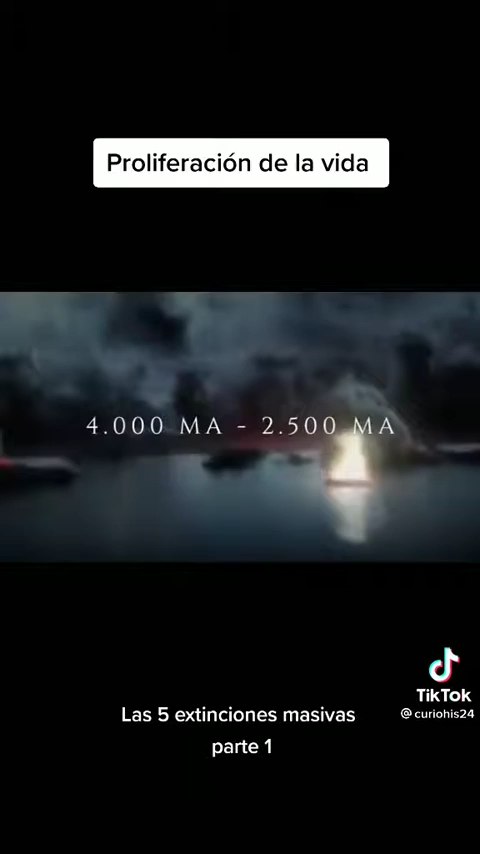 Proliferación de la vida
4.000 MA - 2.500 MA
TikTok
@curiohis24
Las 5 extinciones masivas
parte 1